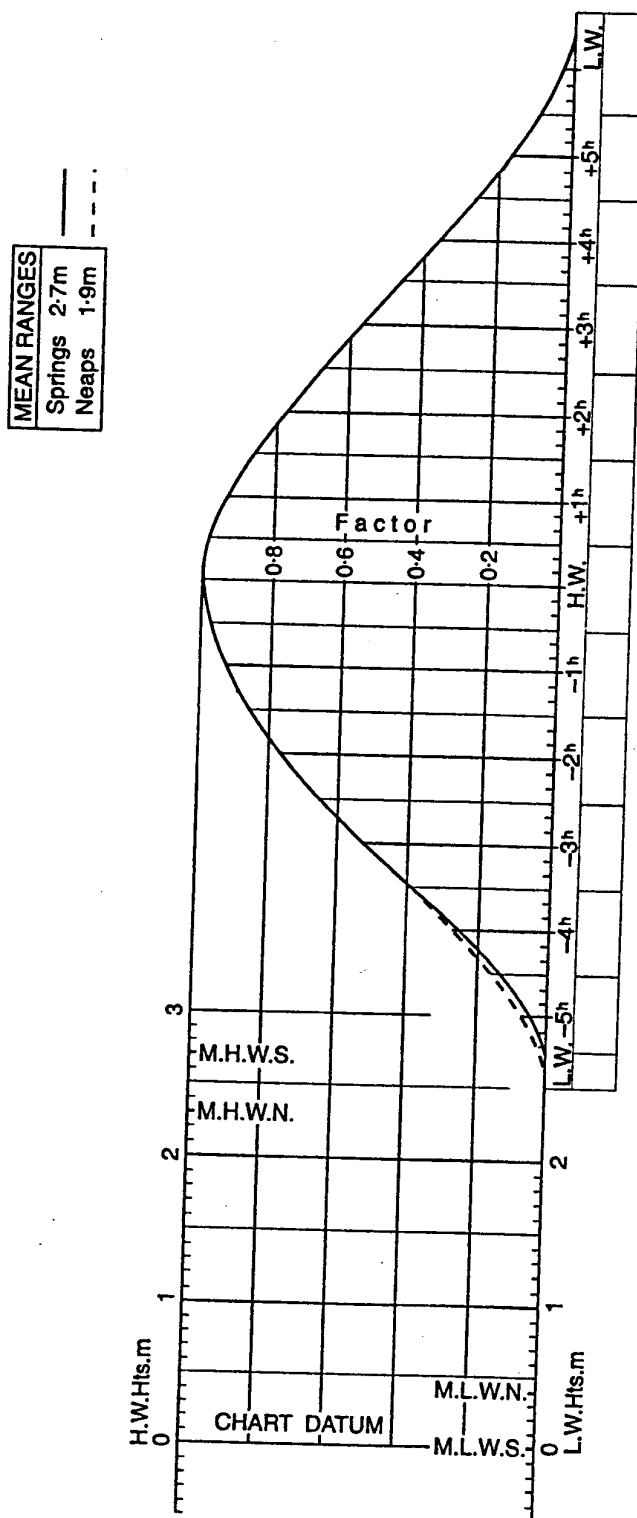 MEAN RANGES
Springs 2·7m
Neaps 1·9m
H.W.Hts.m
0
1
2
3
M.H.W.S.
M.H.W.N.
CHART DATUM
M.L.W.N.
M.L.W.S.
0
1
2
L.W.Hts.m
Factor
0·8
0·6
0·4
0·2
L.W.
-5h
-4h
-3h
-2h
-1h
H.W.
+1h
+2h
+3h
+4h
+5h
L.W.